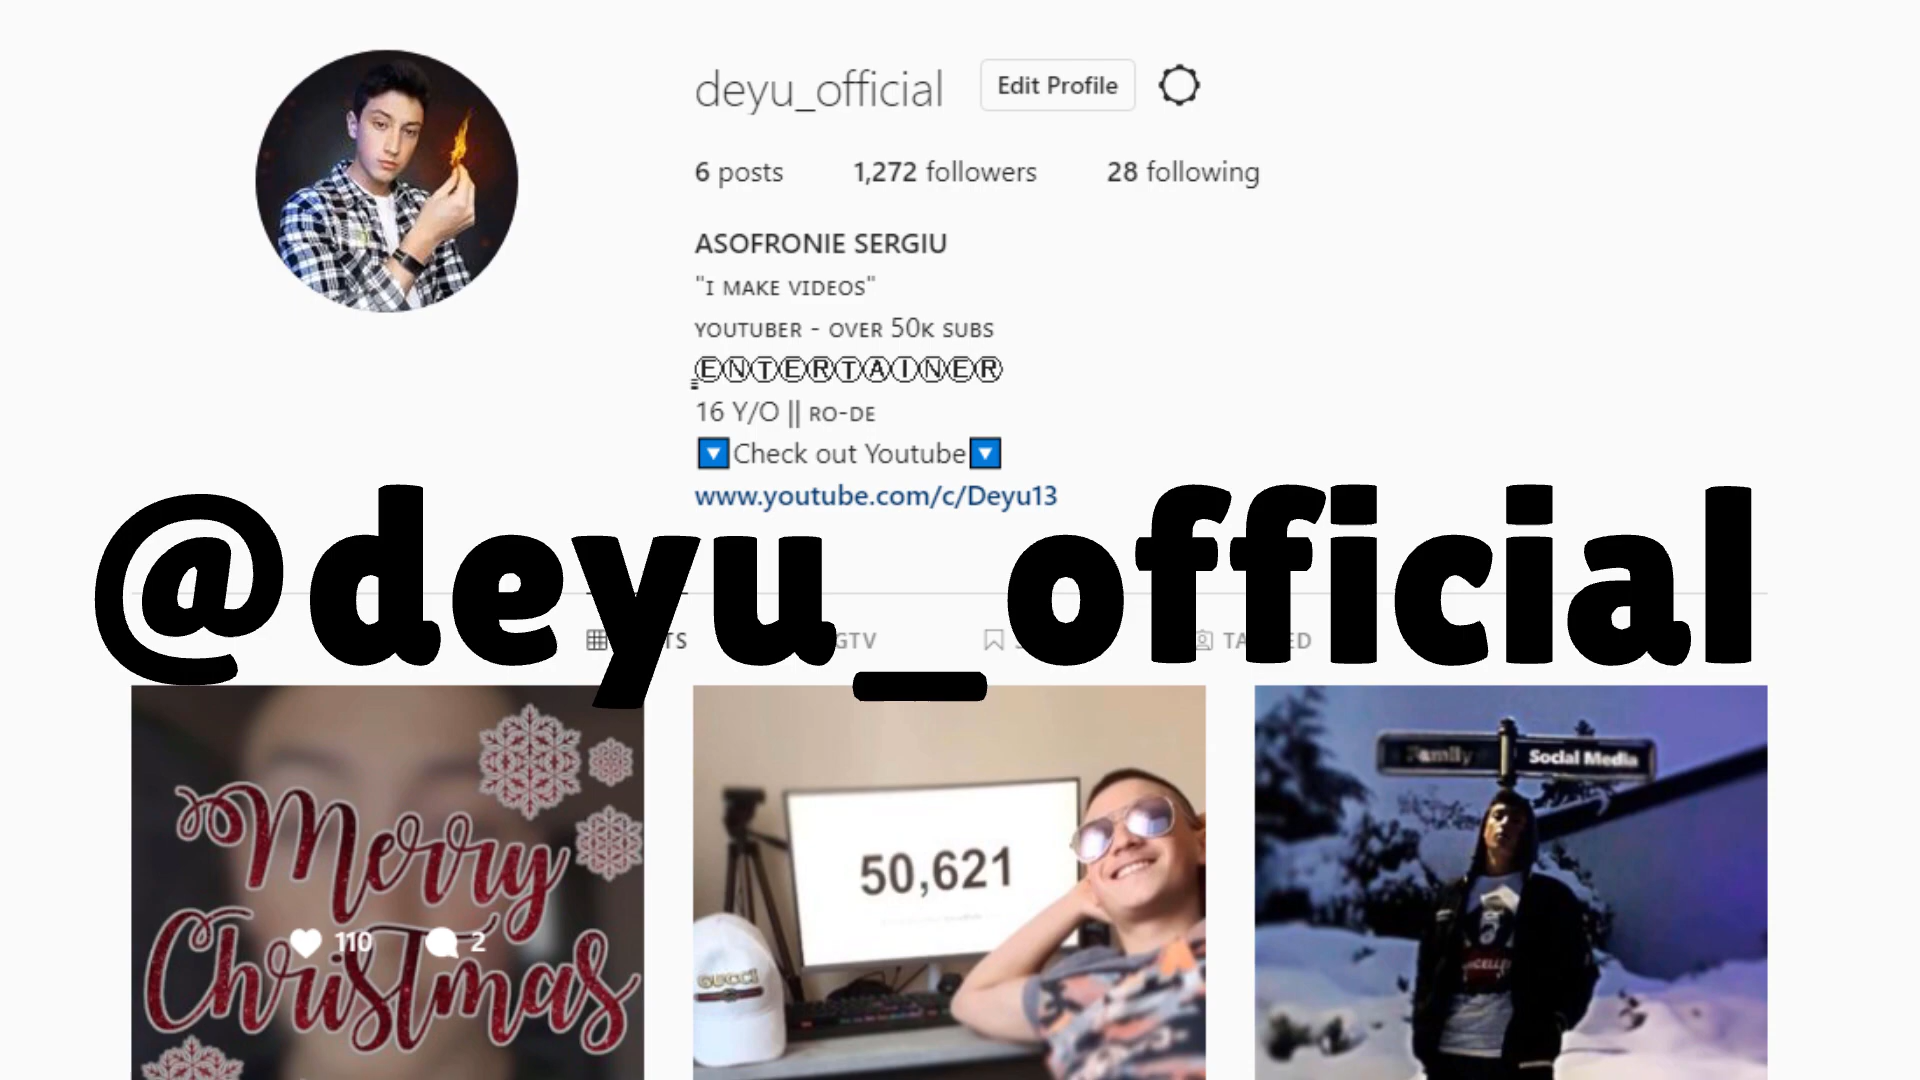 deyu_official Edit Profile
6 posts 1,272 followers 28 following
ASOFRONIE SERGIU
"I MAKE VIDEOS"
YOUTUBER - OVER 50K SUBS
ⒺⓃⓉⒺⓇⓉⒶⒾⓃⒺⓇ
16 Y/O || RO-DE
🔽Check out Youtube🔽
www.youtube.com/c/Deyu13
@deyu_official
Merry
Christmas
110 2
50,621
GUCCI
Family Social Media